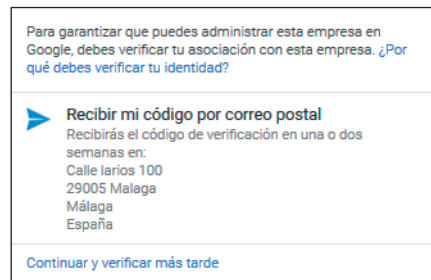 Para garantizar que puedes administrar esta empresa en
Google, debes verificar tu asociación con esta empresa. ¿Por
qué debes verificar tu identidad?
Recibir mi código por correo postal
Recibirás el código de verificación en una o dos
semanas en:
Calle larios 100
29005 Malaga
Málaga
España
Continuar y verificar más tarde